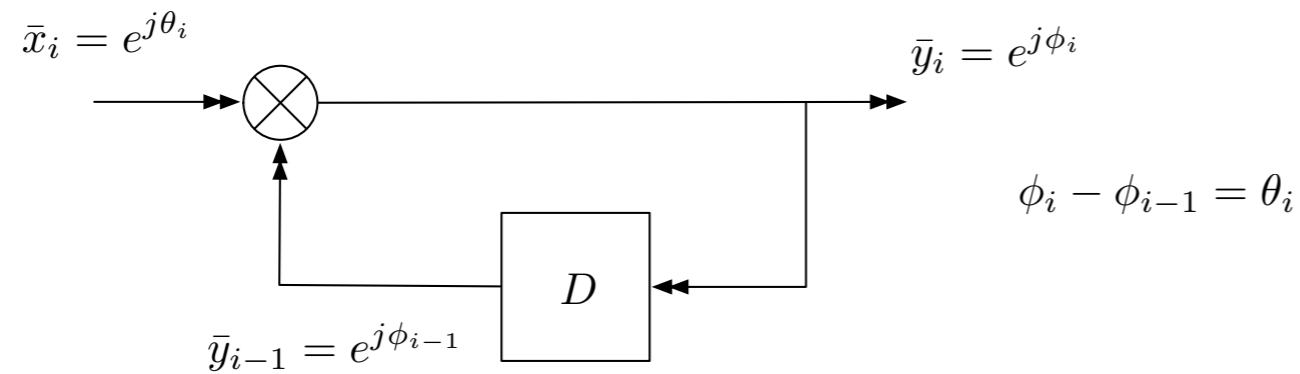 x̄ᵢ = e^{jθᵢ}
ȳᵢ = e^{jϕᵢ}
ϕᵢ − ϕᵢ₋₁ = θᵢ
D
ȳᵢ₋₁ = e^{jϕᵢ₋₁}